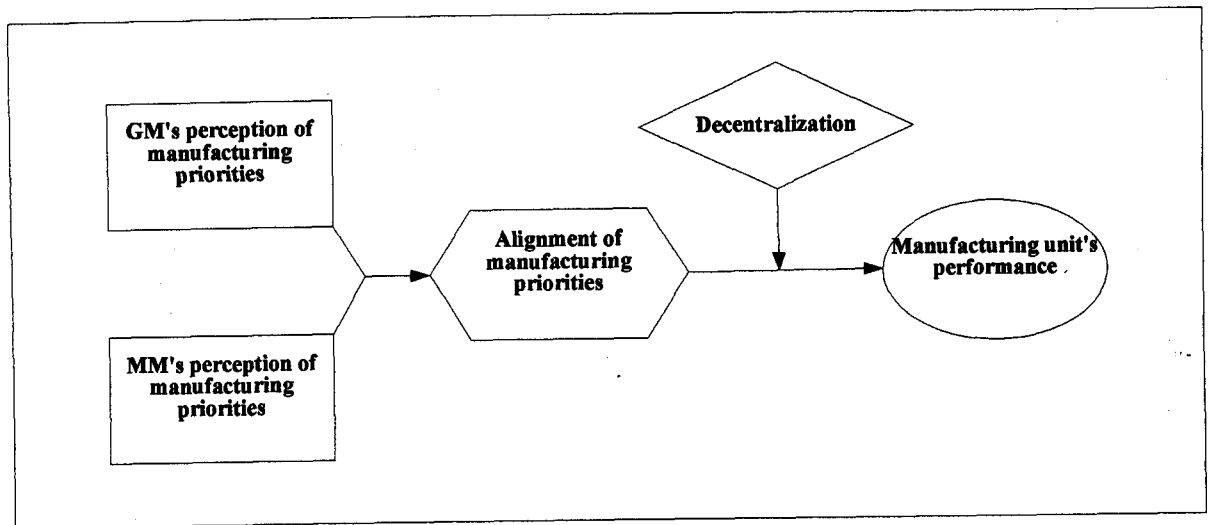 GM's perception of
manufacturing
priorities
Decentralization
Alignment of
manufacturing
priorities
Manufacturing unit's
performance
MM's perception of
manufacturing
priorities